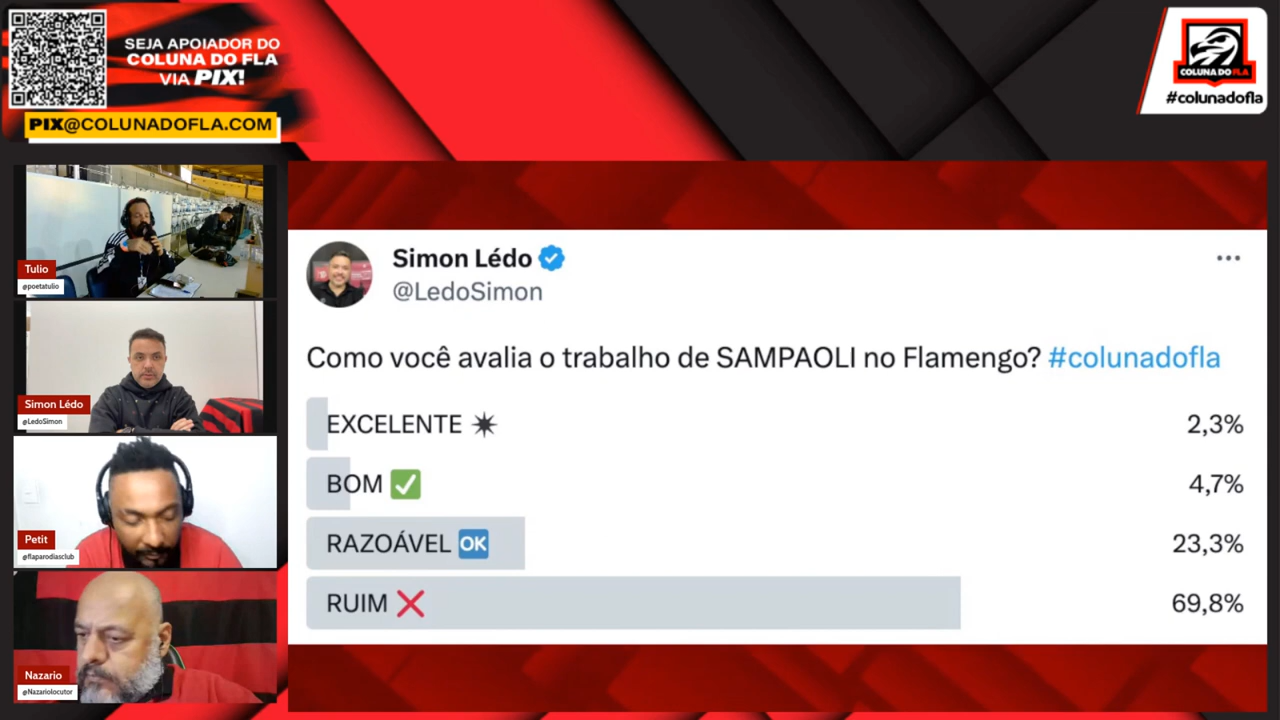 SEJA APOIADOR DO
COLUNA DO FLA
VIA PIX!
PIX@COLUNADOFLA.COM
COLUNA DO FLA
#colunadofla
Tulio
@poetatulio
Simon Lédo
@LedoSimon
Petit
@flaparodiasclub
Nazario
@Nazariolocutor
Simon Lédo
@LedoSimon
Como você avalia o trabalho de SAMPAOLI no Flamengo? #colunadofla
EXCELENTE ✴ 2,3%
BOM ✅ 4,7%
RAZOÁVEL 🆗 23,3%
RUIM ❌ 69,8%